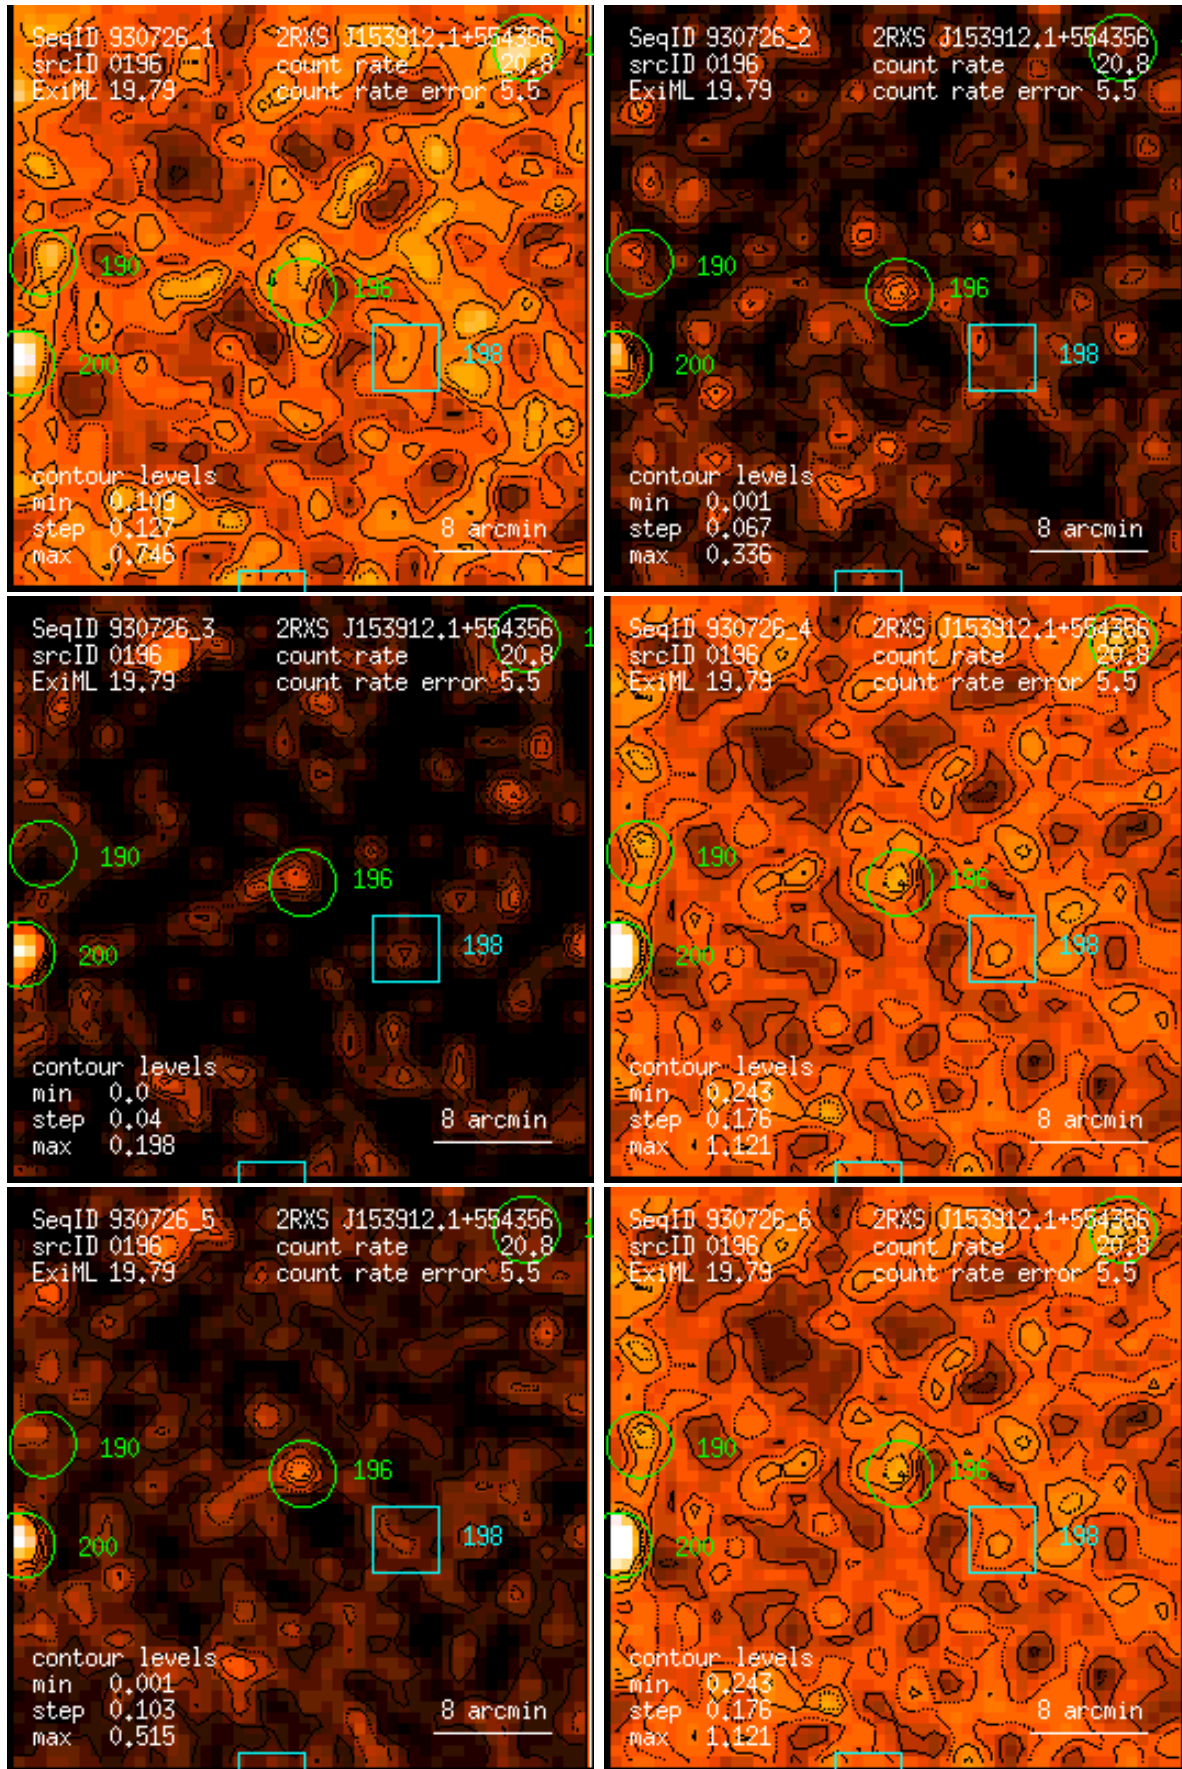 SeqID 930726_1 2RXS J153912.1+554356
srcID 0196 count rate 20.8
ExiML 19.79 count rate error 5.5
190
196
198
200
contour levels
min 0.109
step 0.127
max 0.746
8 arcmin
SeqID 930726_2 2RXS J153912.1+554356
srcID 0196 count rate 20.8
ExiML 19.79 count rate error 5.5
190
196
198
200
contour levels
min 0.001
step 0.067
max 0.336
8 arcmin
SeqID 930726_3 2RXS J153912.1+554356
srcID 0196 count rate 20.8
ExiML 19.79 count rate error 5.5
190
196
198
200
contour levels
min 0.0
step 0.04
max 0.198
8 arcmin
SeqID 930726_4 2RXS J153912.1+554356
srcID 0196 count rate 20.8
ExiML 19.79 count rate error 5.5
190
196
198
200
contour levels
min 0.243
step 0.176
max 1.121
8 arcmin
SeqID 930726_5 2RXS J153912.1+554356
srcID 0196 count rate 20.8
ExiML 19.79 count rate error 5.5
190
196
198
200
contour levels
min 0.001
step 0.103
max 0.515
8 arcmin
SeqID 930726_6 2RXS J153912.1+554356
srcID 0196 count rate 20.8
ExiML 19.79 count rate error 5.5
190
196
198
200
contour levels
min 0.243
step 0.176
max 1.121
8 arcmin